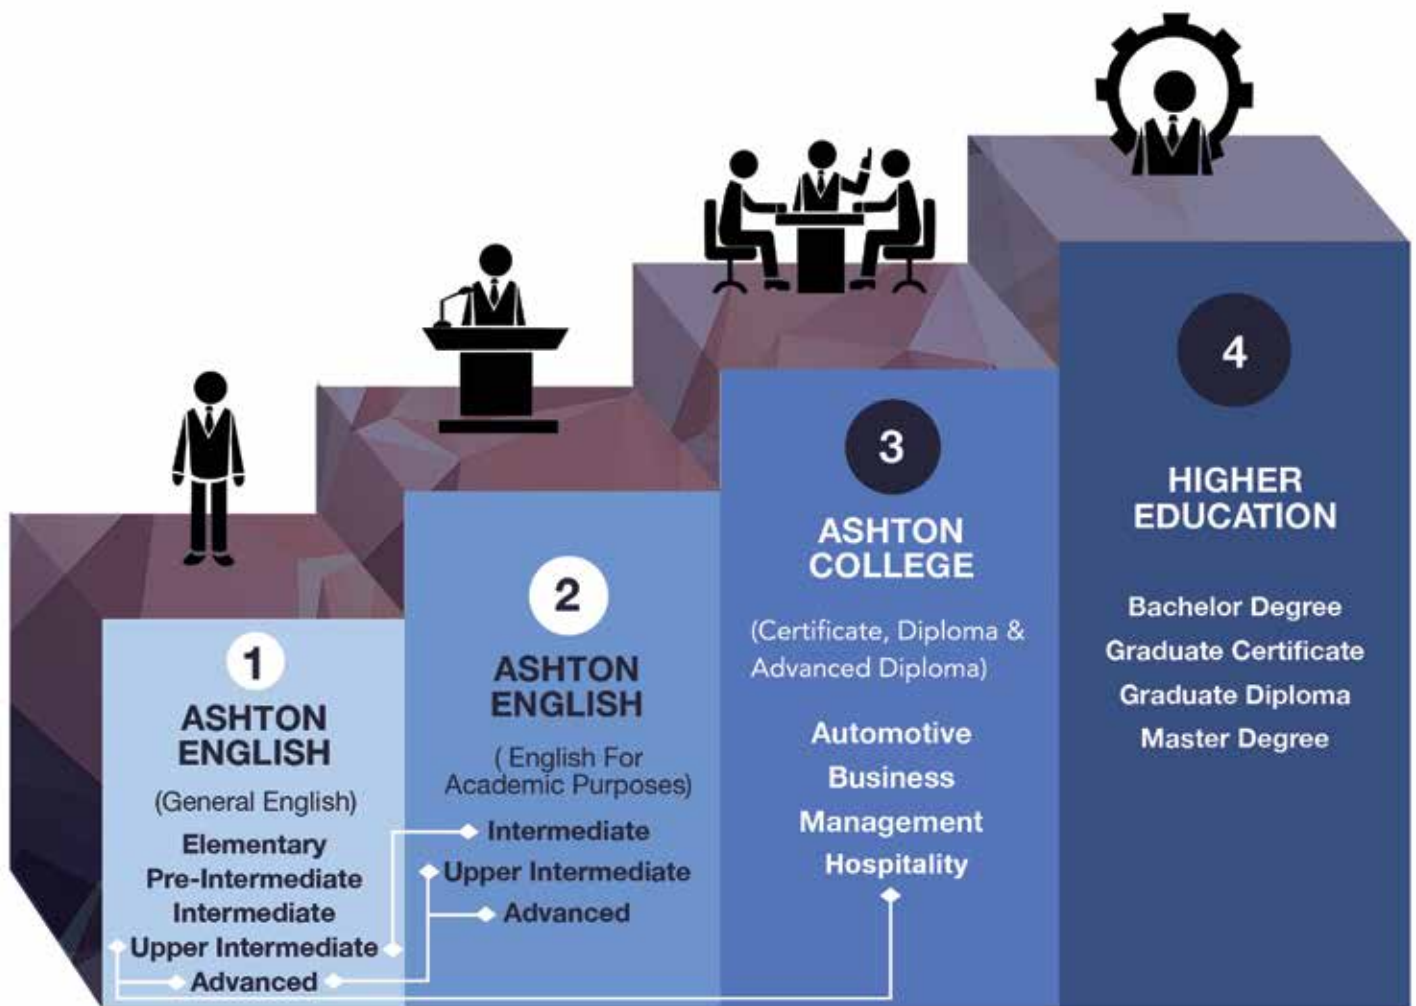 1
ASHTON
ENGLISH
(General English)
Elementary
Pre-Intermediate
Intermediate
Upper Intermediate
Advanced
2
ASHTON
ENGLISH
( English For
Academic Purposes)
Intermediate
Upper Intermediate
Advanced
3
ASHTON
COLLEGE
(Certificate, Diploma &
Advanced Diploma)
Automotive
Business
Management
Hospitality
4
HIGHER
EDUCATION
Bachelor Degree
Graduate Certificate
Graduate Diploma
Master Degree